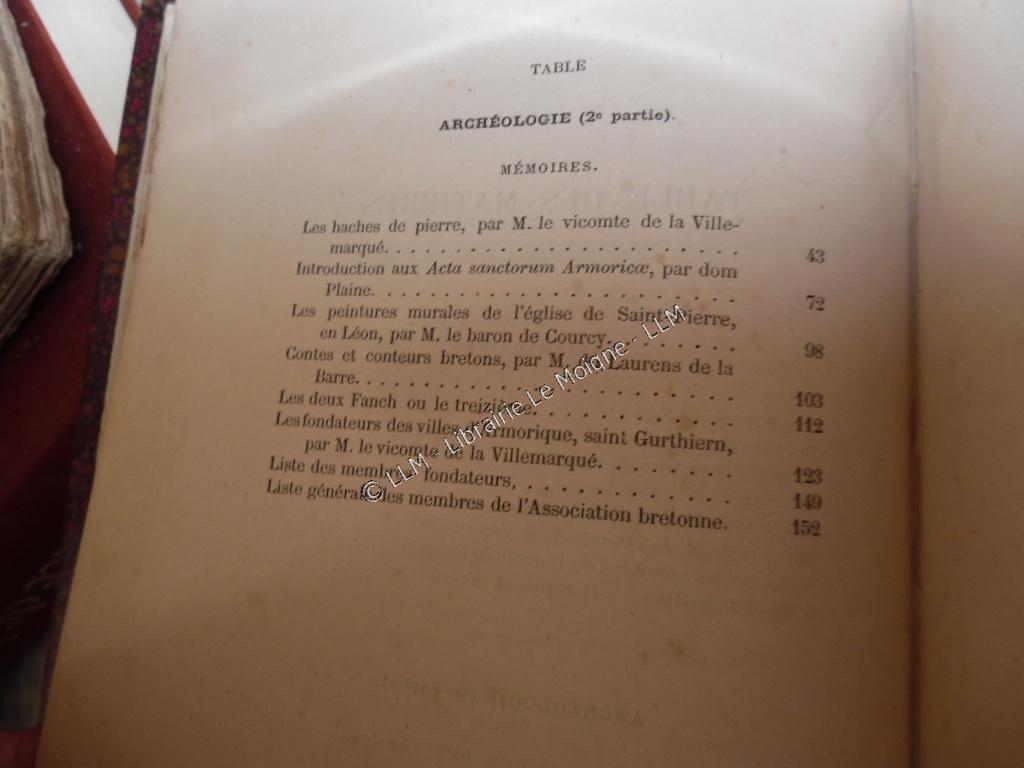 TABLE
ARCHÉOLOGIE (2e partie).
MÉMOIRES.
Les haches de pierre, par M. le vicomte de la Ville-
marqué. . . . . . . . . . . . . . . . . . . . . 43
Introduction aux Acta sanctorum Armoricæ, par dom
Plaine. . . . . . . . . . . . . . . . . . . . . . 72
Les peintures murales de l'église de Saint-Pierre,
en Léon, par M. le baron de Courcy. . . . . . . . 98
Contes et conteurs bretons, par M. du Laurens de la
Barre. . . . . . . . . . . . . . . . . . . . . . . 103
Les deux Fanch ou le treizième. . . . . . . . . . . 112
Les fondateurs des villes d'Armorique, saint Gurthiern,
par M. le vicomte de la Villemarqué. . . . . . . . 123
Liste des membres fondateurs. . . . . . . . . . . . 149
Liste générale des membres de l'Association bretonne. 152
© LLM - Librairie Le Moigne - LLM